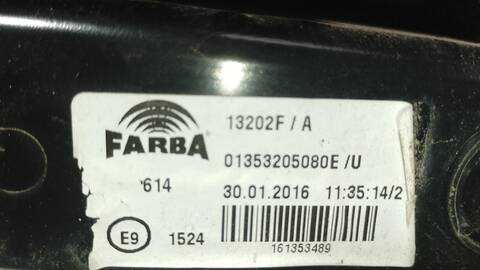 FARBA
13202F / A
01353205080E /U
614
30.01.2016 11:35:14/2
E9 1524
161353489